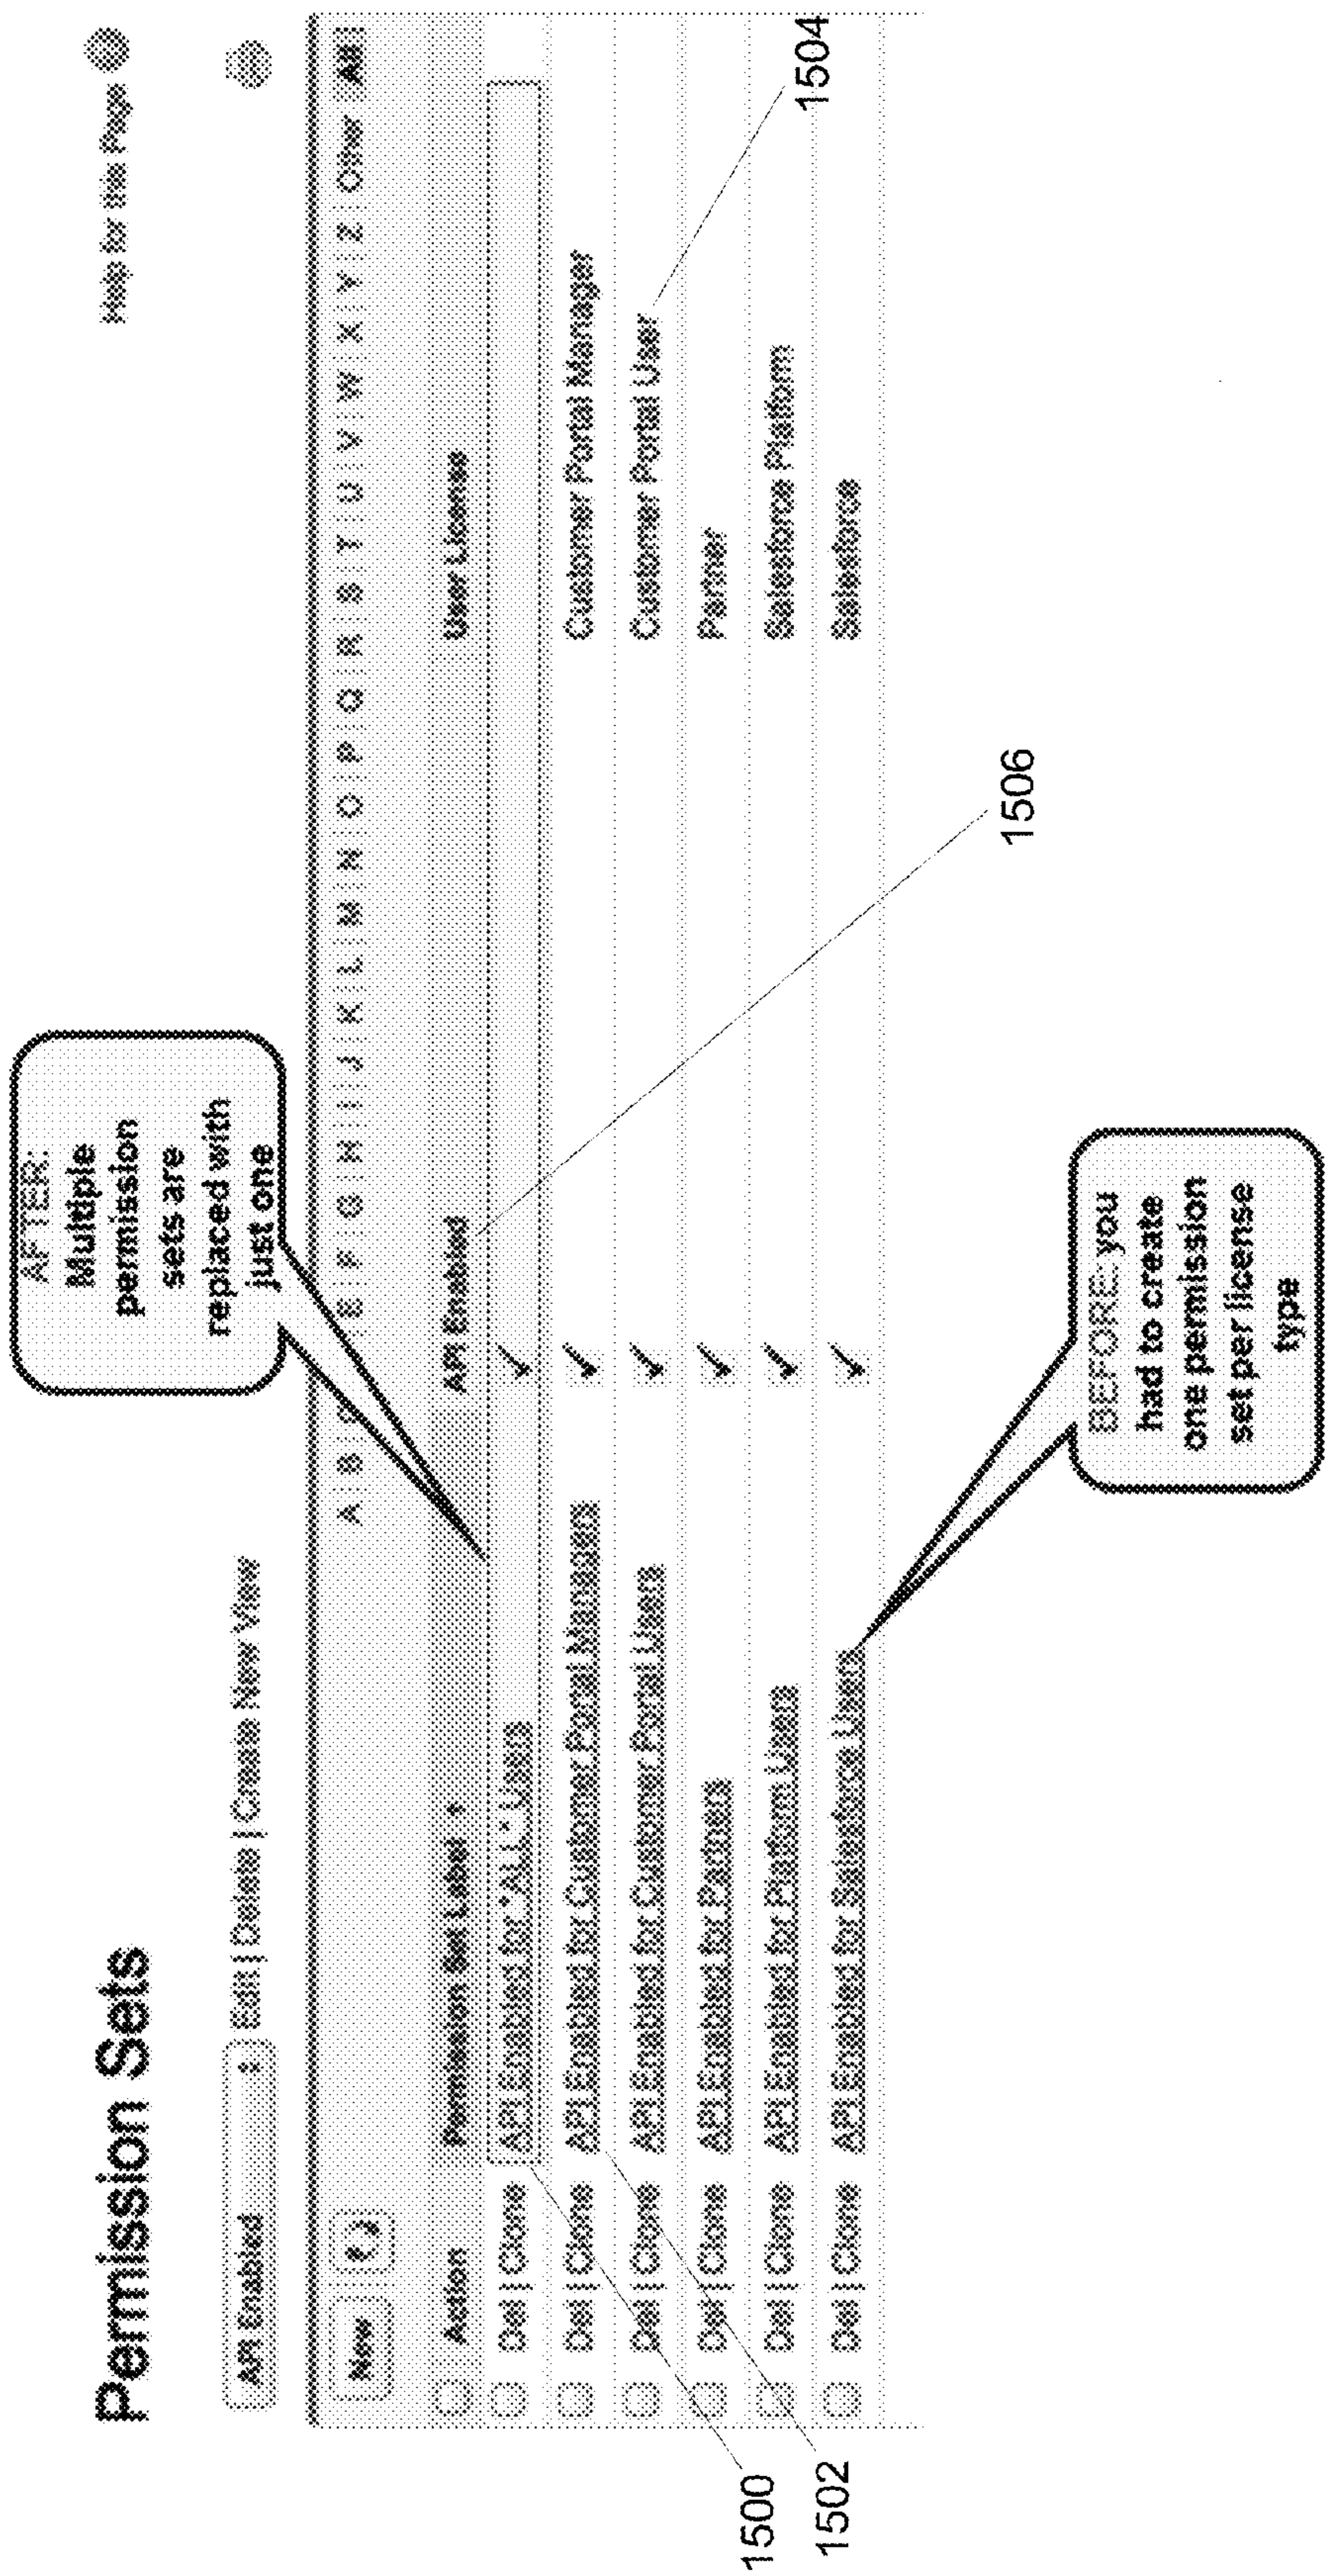 Permission Sets
Help for this Page
API Enabled Edit | Delete | Create New View
AFTER:
Multiple
permission
sets are
replaced with
just one
New A B C E F G H I J K L M N O P Q R S T U V W X Y Z Other All
Action Permission Set Label ↑ API Enabled User License
Del | Clone API Enabled for "ALL" Users ✓
Del | Clone API Enabled for Customer Portal Managers ✓ Customer Portal Manager
Del | Clone API Enabled for Customer Portal Users ✓ Customer Portal User
Del | Clone API Enabled for Partners ✓ Partner
Del | Clone API Enabled for Platform Users ✓ Salesforce Platform
Del | Clone API Enabled for Salesforce Users ✓ Salesforce
1500
1502
1504
1506
BEFORE: you
had to create
one permission
set per license
type